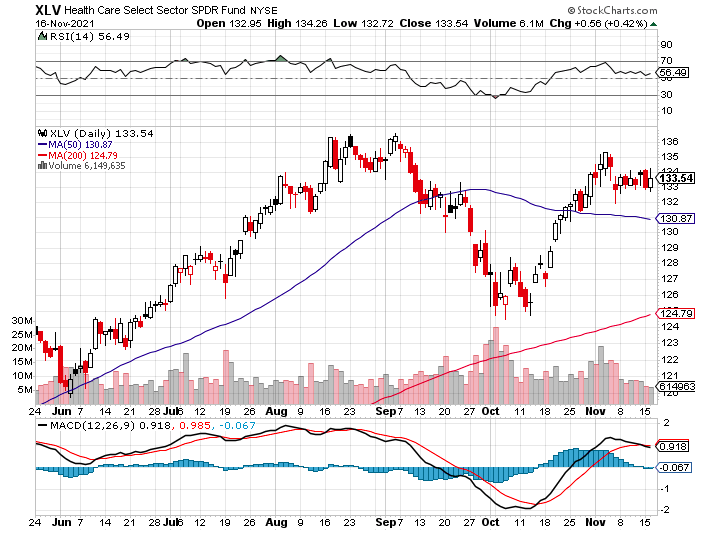 XLV Health Care Select Sector SPDR Fund NYSE © StockCharts.com
16-Nov-2021 Open 132.95 High 134.26 Low 132.72 Close 133.54 Volume 6.1M Chg +0.56 (+0.42%)
RSI(14) 56.49
90
70
56.49
50
30
10
XLV (Daily) 133.54
MA(50) 130.87
MA(200) 124.79
Volume 6,149,635
136
135
134
133.54
133
132
130.87
130
129
128
127
126
125
124.79
124
123
122
121
120
30M
25M
20M
15M
10M
5M
614963
24 Jun 7 14 21 28 Jul 6 12 19 26 Aug 9 16 23 Sep 7 13 20 27 Oct 11 18 25 Nov 8 15
MACD(12,26,9) 0.918, 0.985, -0.067
2
0.918
-0.067
-1
-2
24 Jun 7 14 21 28 Jul 6 12 19 26 Aug 9 16 23 Sep 7 13 20 27 Oct 11 18 25 Nov 8 15